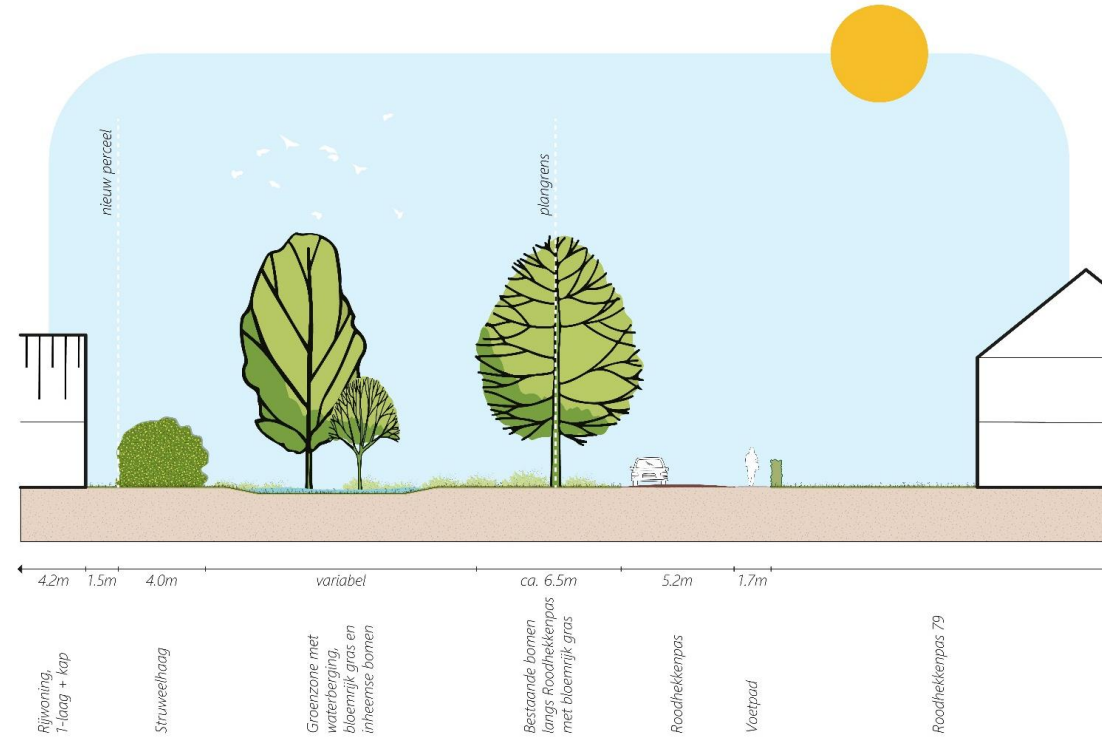 nieuw perceel
plangrens
4.2m
1.5m
4.0m
variabel
ca. 6.5m
5.2m
1.7m
Rijwoning,
1-laag + kap
Struweelhaag
Groenzone met
waterberging,
bloemrijk gras en
inheemse bomen
Bestaande bomen
langs Roodhekkenpas
met bloemrijk gras
Roodhekkenpas
Voetpad
Roodhekkenpas 79